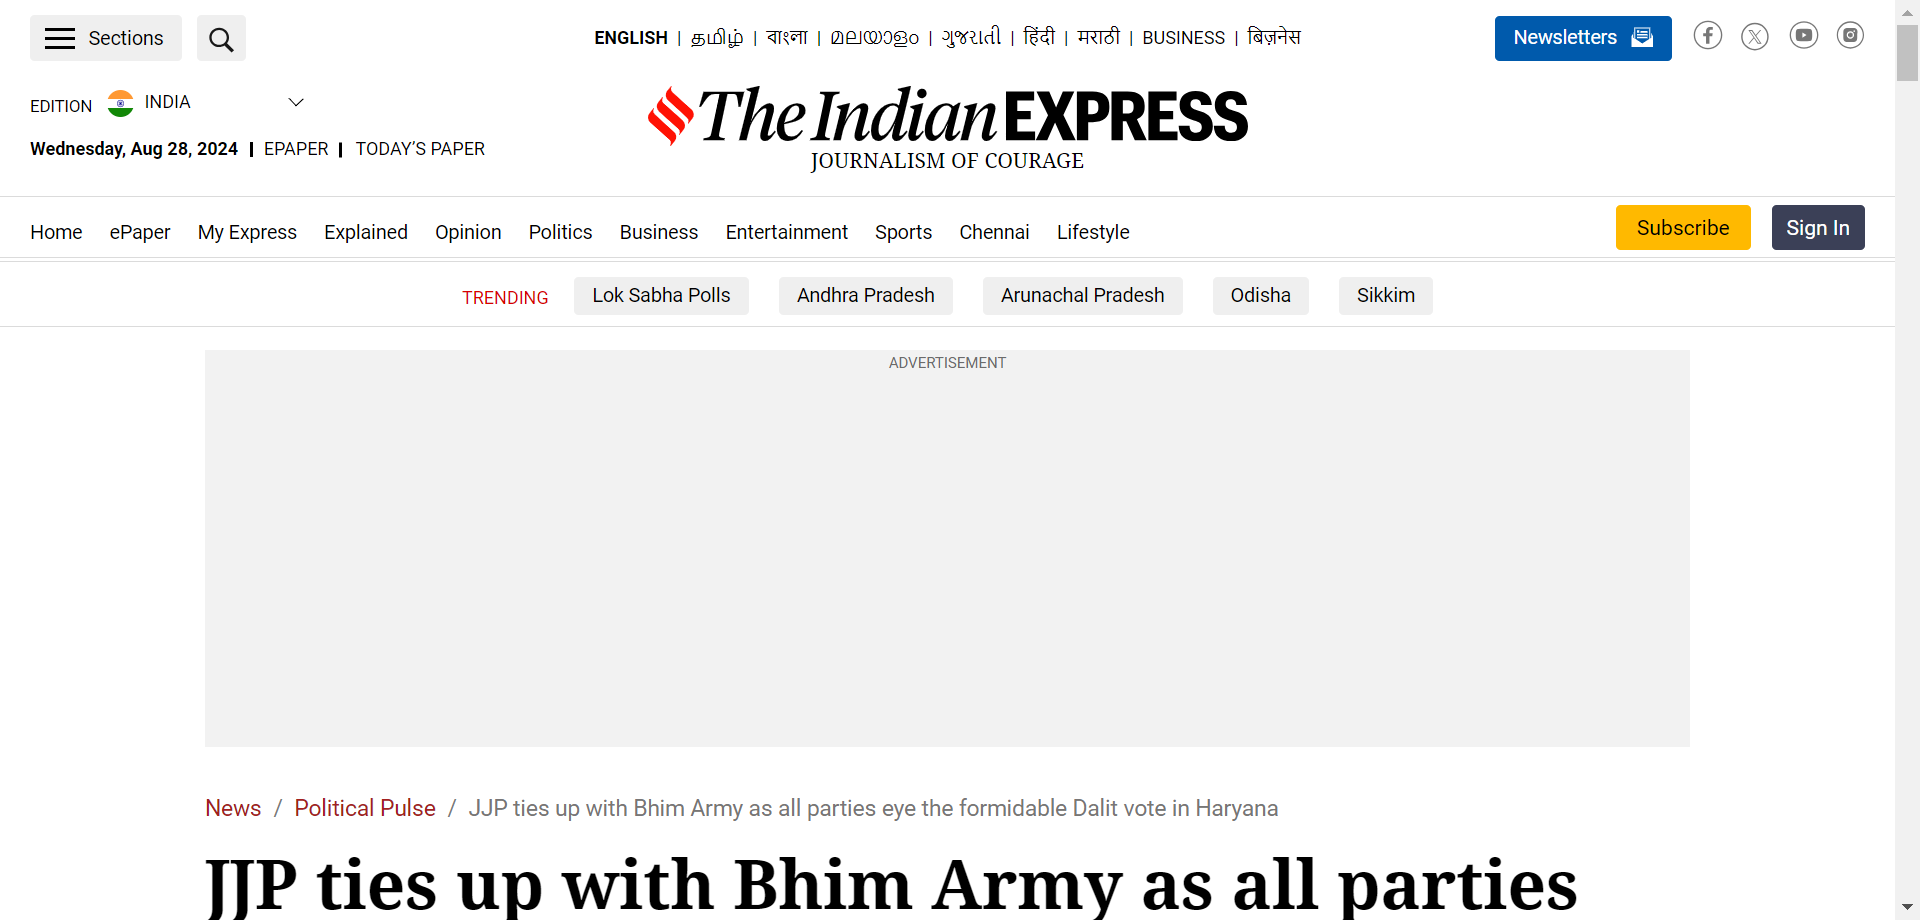 Sections
ENGLISH | தமிழ் | বাংলা | മലയാളം | ગુજરાતી | हिंदी | मराठी | BUSINESS | बिज़नेस
Newsletters
EDITION INDIA
The Indian EXPRESS
JOURNALISM OF COURAGE
Wednesday, Aug 28, 2024 | EPAPER | TODAY’S PAPER
Home ePaper My Express Explained Opinion Politics Business Entertainment Sports Chennai Lifestyle
Subscribe Sign In
TRENDING Lok Sabha Polls Andhra Pradesh Arunachal Pradesh Odisha Sikkim
ADVERTISEMENT
News / Political Pulse / JJP ties up with Bhim Army as all parties eye the formidable Dalit vote in Haryana
JJP ties up with Bhim Army as all parties